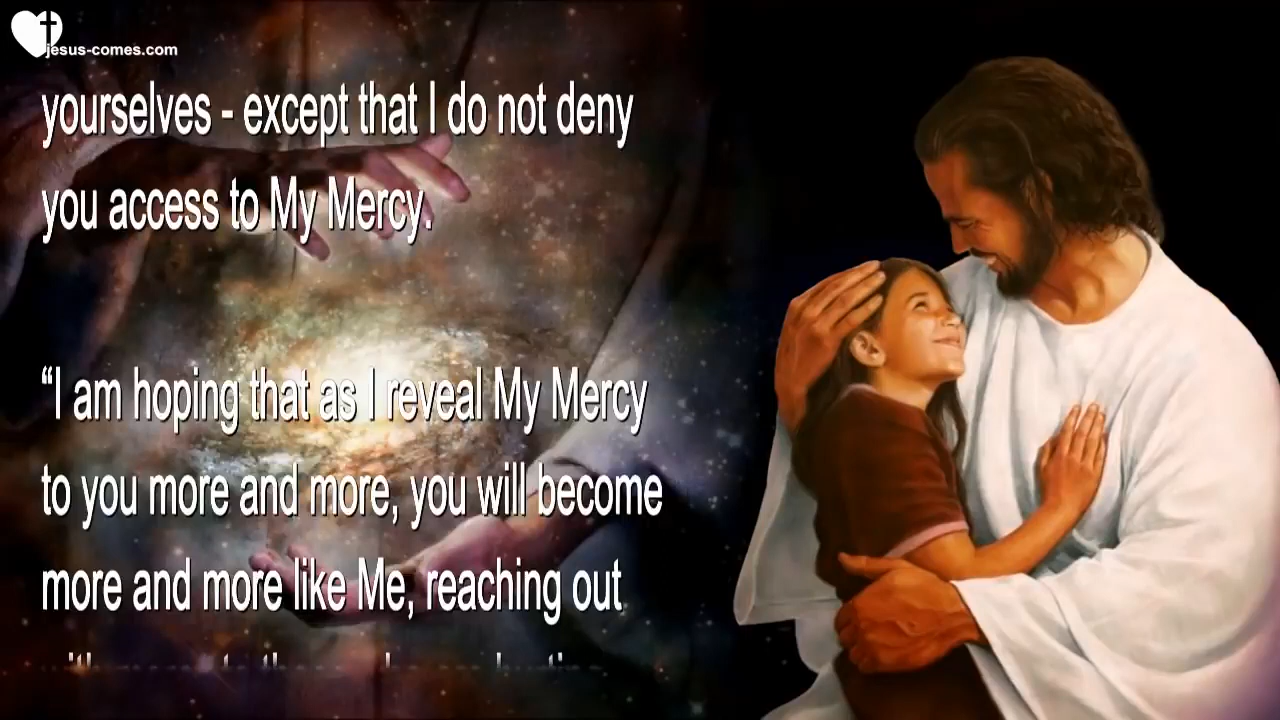 jesus-comes.com
yourselves - except that I do not deny
you access to My Mercy.
“I am hoping that as I reveal My Mercy
to you more and more, you will become
more and more like Me, reaching out